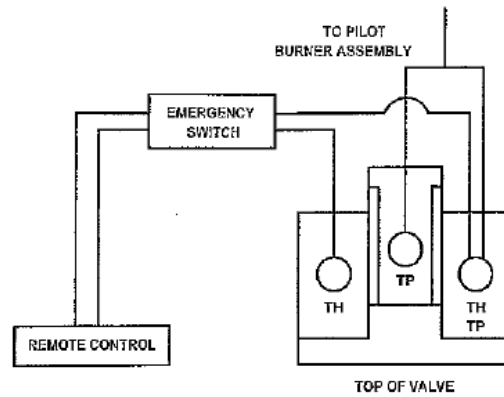 TO PILOT
BURNER ASSEMBLY
EMERGENCY
SWITCH
TH
TP
TH
TP
REMOTE CONTROL
TOP OF VALVE